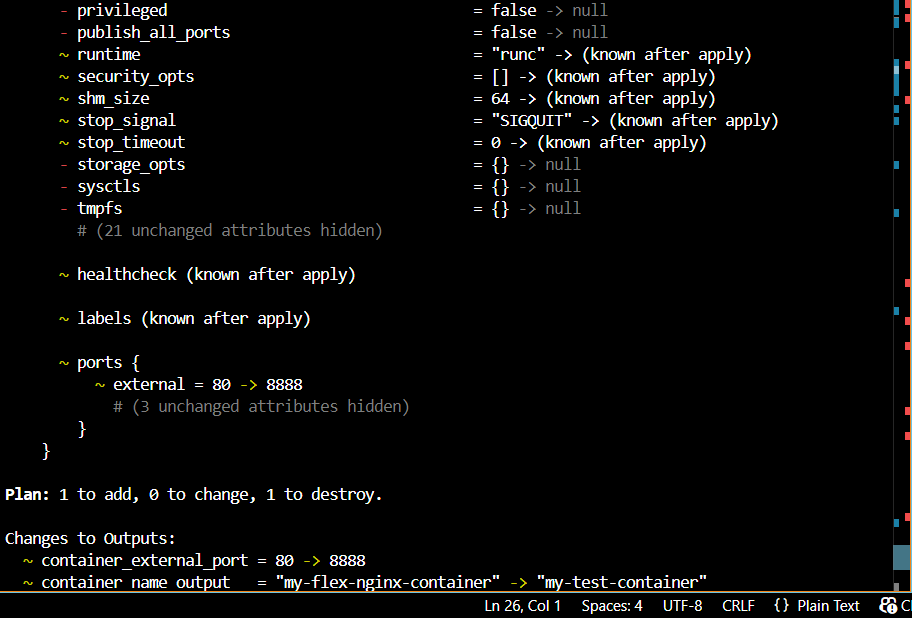 - privileged = false -> null
- publish_all_ports = false -> null
~ runtime = "runc" -> (known after apply)
~ security_opts = [] -> (known after apply)
~ shm_size = 64 -> (known after apply)
~ stop_signal = "SIGQUIT" -> (known after apply)
~ stop_timeout = 0 -> (known after apply)
- storage_opts = {} -> null
- sysctls = {} -> null
- tmpfs = {} -> null
# (21 unchanged attributes hidden)
~ healthcheck (known after apply)
~ labels (known after apply)
~ ports {
~ external = 80 -> 8888
# (3 unchanged attributes hidden)
}
}
Plan: 1 to add, 0 to change, 1 to destroy.
Changes to Outputs:
~ container_external_port = 80 -> 8888
~ container_name_output = "my-flex-nginx-container" -> "my-test-container"
Ln 26, Col 1 Spaces: 4 UTF-8 CRLF {} Plain Text